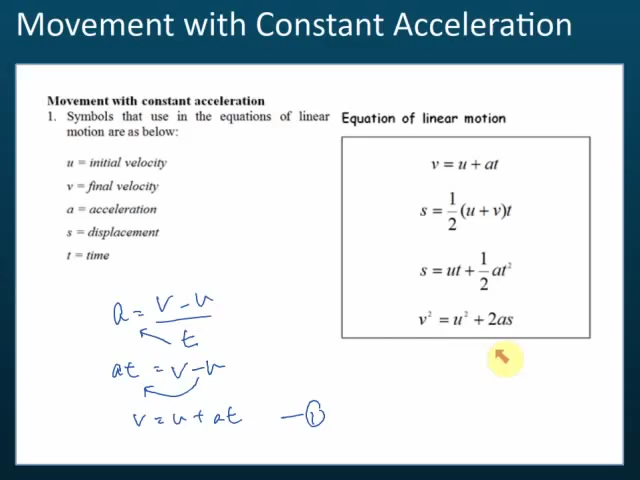 Movement with Constant Acceleration
Movement with constant acceleration
1. Symbols that use in the equations of linear
motion are as below:
u = initial velocity
v = final velocity
a = acceleration
s = displacement
t = time
Equation of linear motion
v = u + at
s = 1/2 (u + v)t
s = ut + 1/2 at²
v² = u² + 2as
a = v - u / t
at = v - u
v = u + at — ①